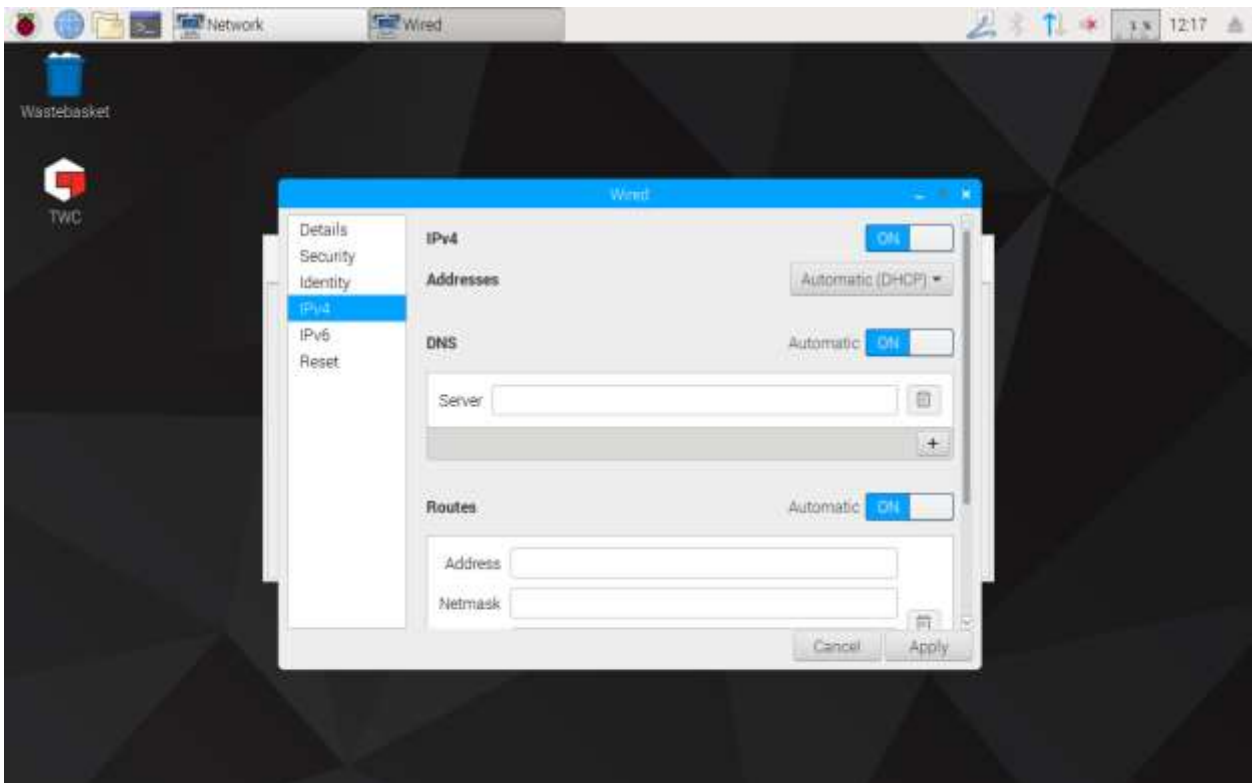 Network Wired 12:17
Wastebasket
TWC
Wired
Details
Security
Identity
IPv4
IPv6
Reset
IPv4 ON
Addresses Automatic (DHCP)
DNS Automatic ON
Server
+
Routes Automatic ON
Address
Netmask
Cancel Apply